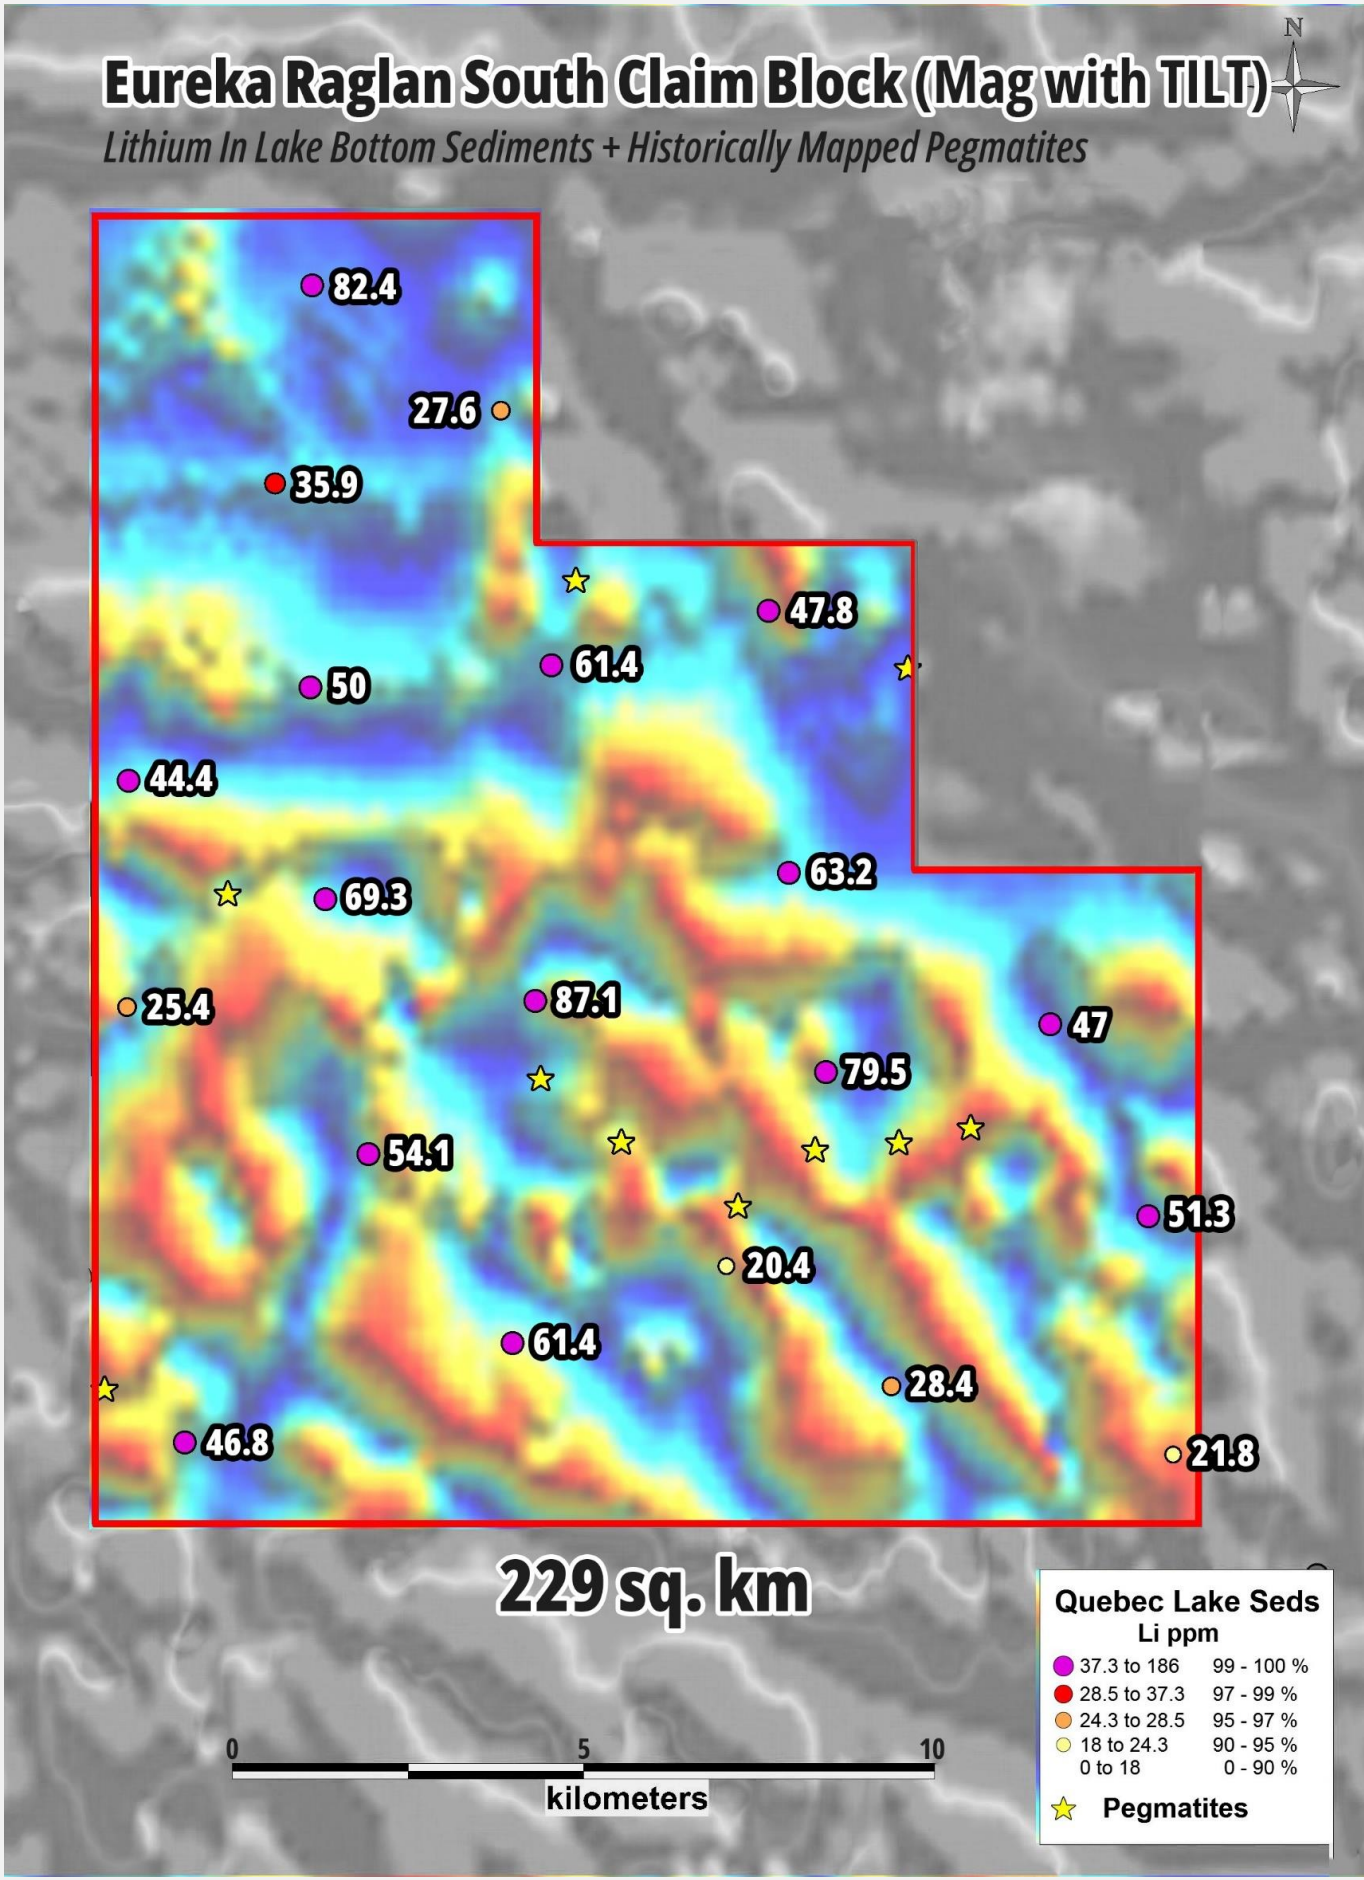 N
Eureka Raglan South Claim Block (Mag with TILT)
Lithium In Lake Bottom Sediments + Historically Mapped Pegmatites
82.4
27.6
35.9
47.8
61.4
50
44.4
63.2
69.3
87.1
25.4
47
79.5
54.1
51.3
20.4
61.4
28.4
46.8
21.8
229 sq. km
Quebec Lake Seds
Li ppm
37.3 to 186 99 - 100 %
28.5 to 37.3 97 - 99 %
24.3 to 28.5 95 - 97 %
18 to 24.3 90 - 95 %
0 to 18 0 - 90 %
Pegmatites
0 5 10
kilometers